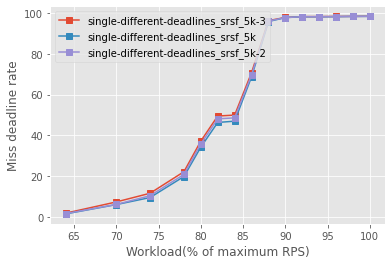 100
80
60
40
20
0
Miss deadline rate
single-different-deadlines_srsf_5k-3
single-different-deadlines_srsf_5k
single-different-deadlines_srsf_5k-2
65 70 75 80 85 90 95 100
Workload(% of maximum RPS)